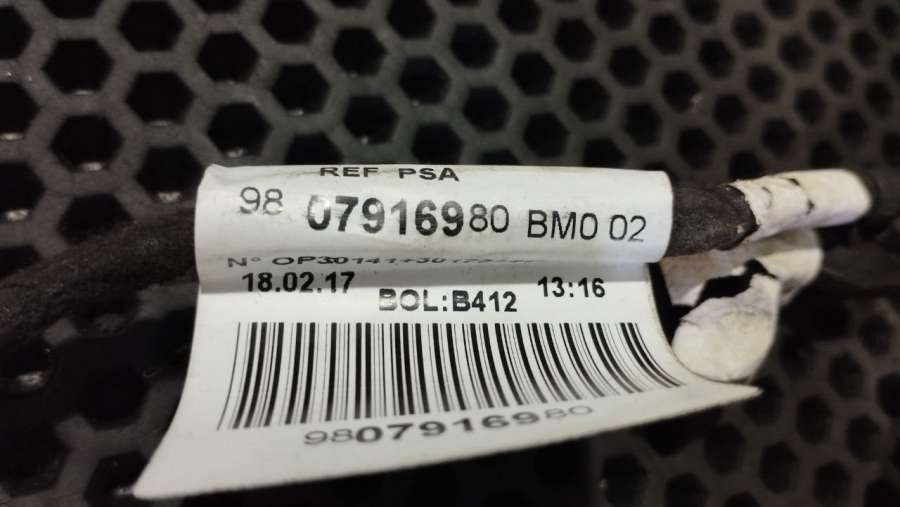 REF PSA
98 07916980 BM0 02
N° 
18.02.17 BOL:B412 13:16
9807916980